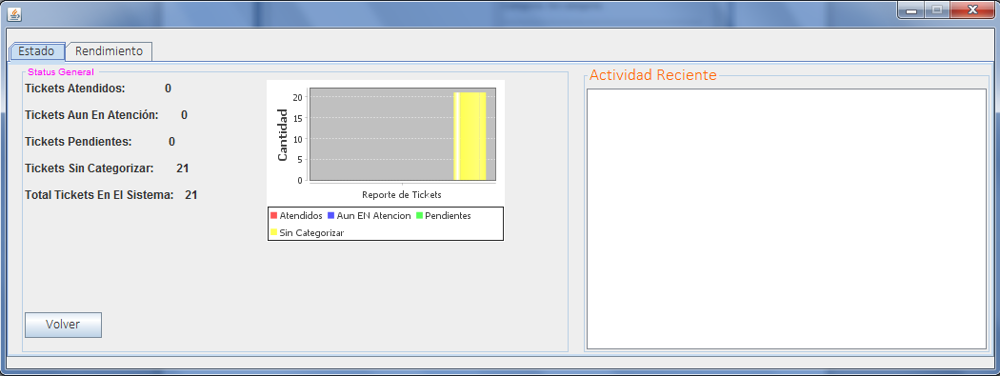 Estado
Rendimiento
Status General
Tickets Atendidos: 0
Tickets Aun En Atención: 0
Tickets Pendientes: 0
Tickets Sin Categorizar: 21
Total Tickets En El Sistema: 21
Cantidad
20
15
10
5
0
Reporte de Tickets
Atendidos Aun EN Atencion Pendientes
Sin Categorizar
Volver
Actividad Reciente